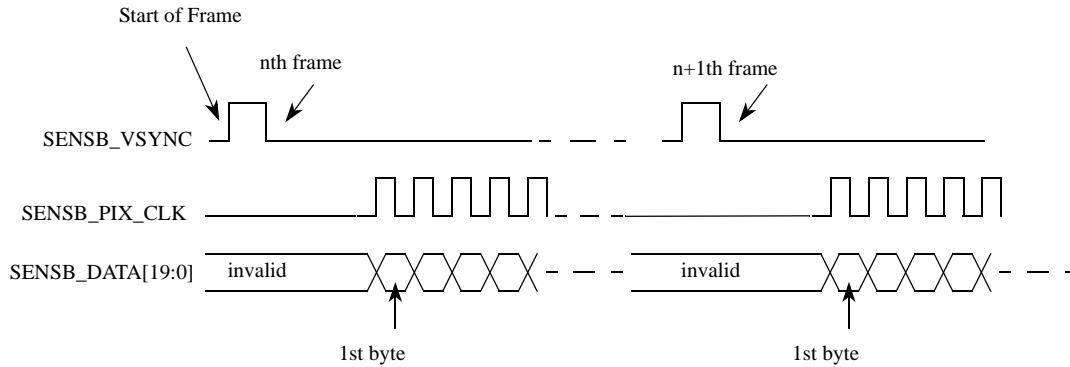 Start of Frame
nth frame
n+1th frame
SENSB_VSYNC
SENSB_PIX_CLK
SENSB_DATA[19:0]
invalid
invalid
1st byte
1st byte